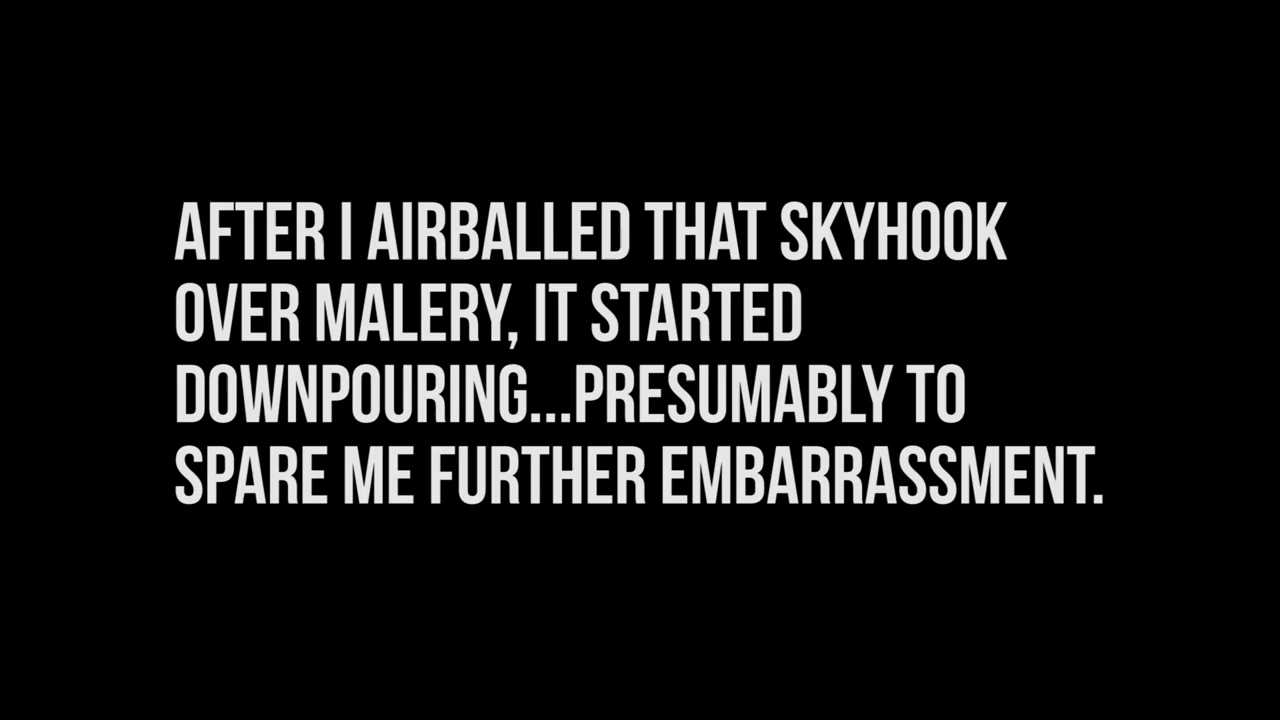 AFTER I AIRBALLED THAT SKYHOOK
OVER MALERY, IT STARTED
DOWNPOURING...PRESUMABLY TO
SPARE ME FURTHER EMBARRASSMENT.